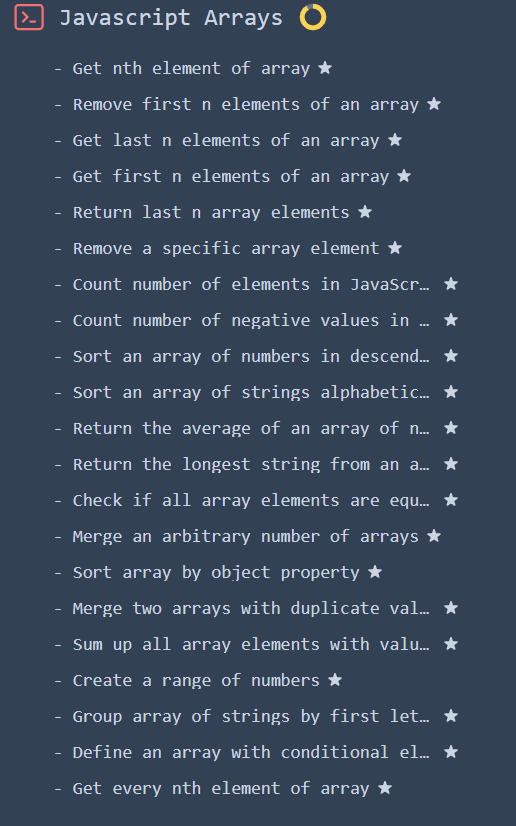 Javascript Arrays
- Get nth element of array
- Remove first n elements of an array
- Get last n elements of an array
- Get first n elements of an array
- Return last n array elements
- Remove a specific array element
- Count number of elements in JavaScr…
- Count number of negative values in …
- Sort an array of numbers in descend…
- Sort an array of strings alphabetic…
- Return the average of an array of n…
- Return the longest string from an a…
- Check if all array elements are equ…
- Merge an arbitrary number of arrays
- Sort array by object property
- Merge two arrays with duplicate val…
- Sum up all array elements with valu…
- Create a range of numbers
- Group array of strings by first let…
- Define an array with conditional el…
- Get every nth element of array